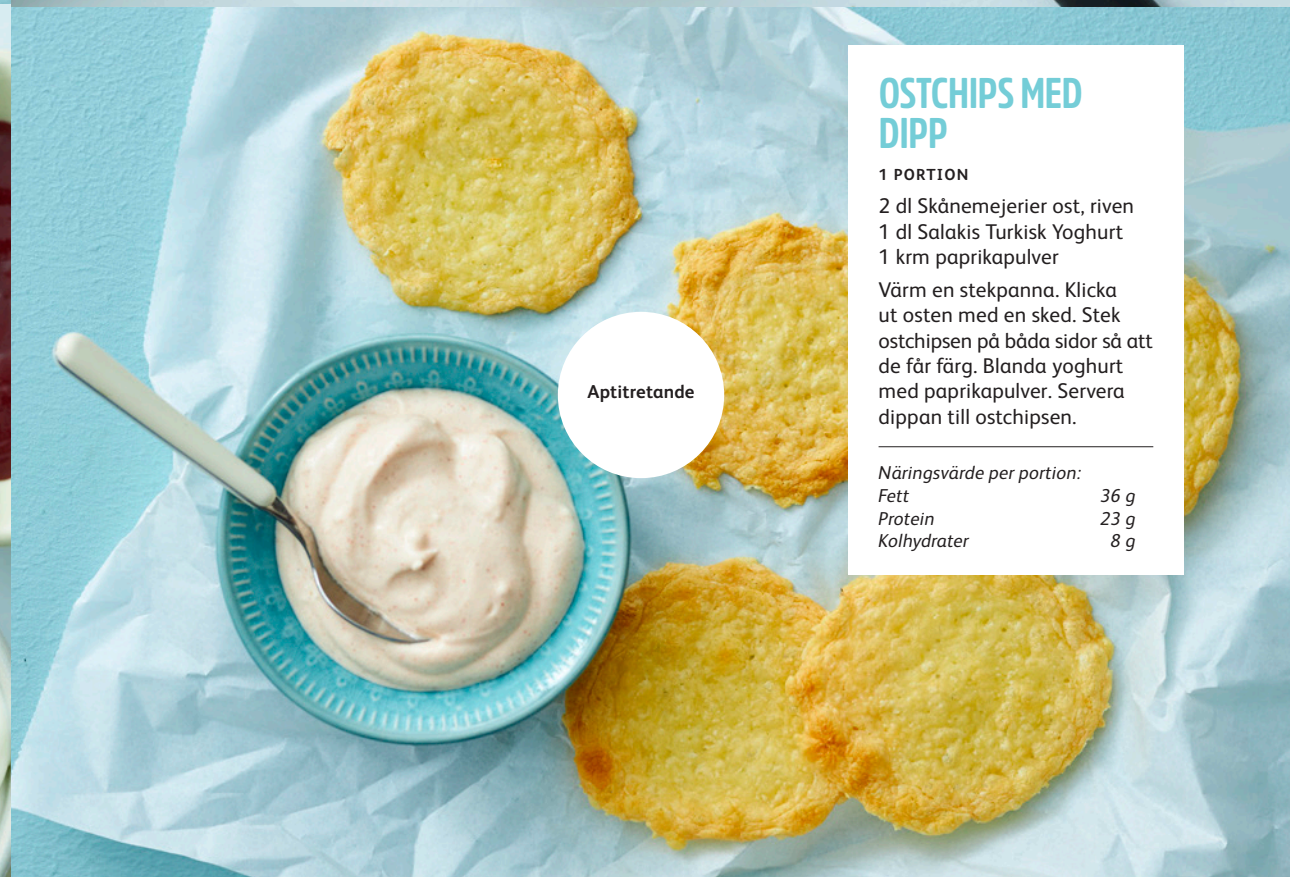 OSTCHIPS MED
DIPP
1 PORTION
2 dl Skånemejerier ost, riven
1 dl Salakis Turkisk Yoghurt
1 krm paprikapulver
Värm en stekpanna. Klicka
ut osten med en sked. Stek
ostchipsen på båda sidor så att
de får färg. Blanda yoghurt
med paprikapulver. Servera
dippan till ostchipsen.
Aptitretande
Näringsvärde per portion:
Fett 36 g
Protein 23 g
Kolhydrater 8 g